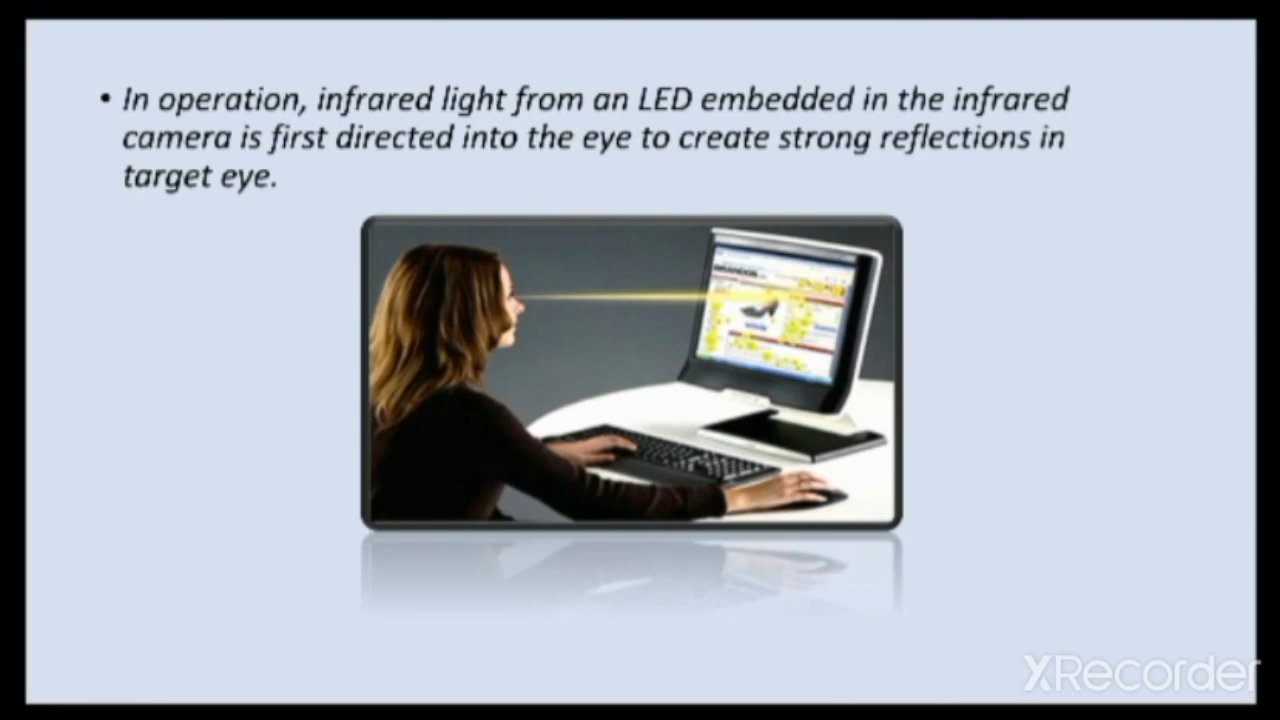 • In operation, infrared light from an LED embedded in the infrared
camera is first directed into the eye to create strong reflections in
target eye.
XRecorder